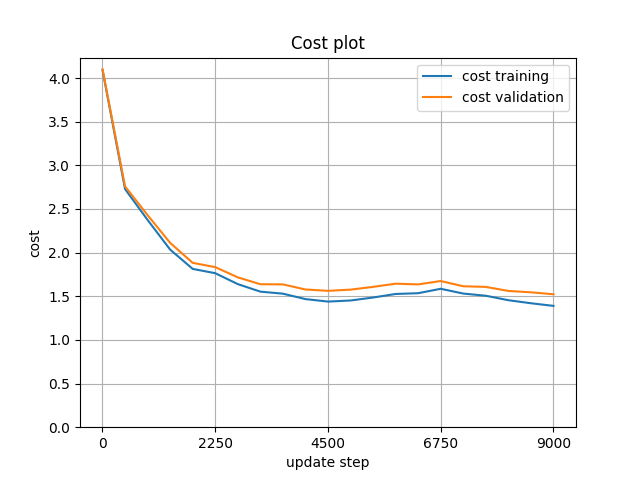 Cost plot
cost training
cost validation
4.0
3.5
3.0
2.5
2.0
1.5
1.0
0.5
0.0
cost
0 2250 4500 6750 9000
update step